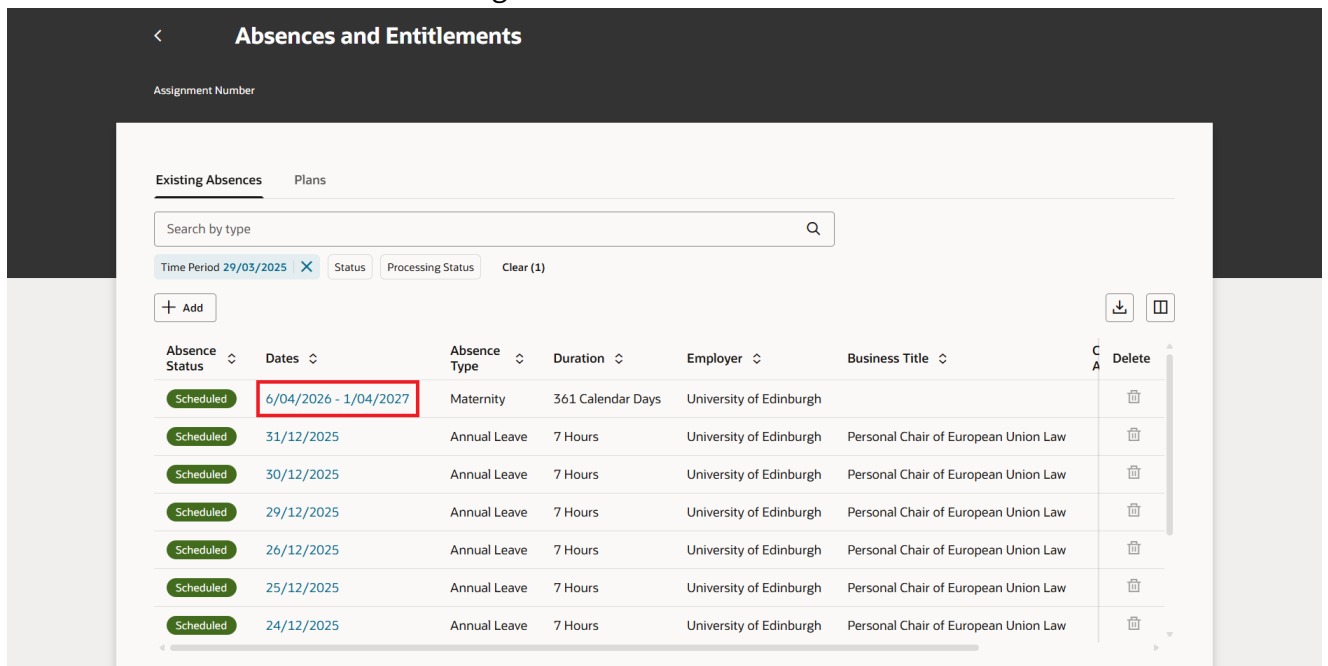 Absences and Entitlements
Assignment Number
Existing Absences Plans
Search by type
Time Period 29/03/2025 Status Processing Status Clear (1)
+ Add
Absence Status Dates Absence Type Duration Employer Business Title Delete
Scheduled 6/04/2026 - 1/04/2027 Maternity 361 Calendar Days University of Edinburgh
Scheduled 31/12/2025 Annual Leave 7 Hours University of Edinburgh Personal Chair of European Union Law
Scheduled 30/12/2025 Annual Leave 7 Hours University of Edinburgh Personal Chair of European Union Law
Scheduled 29/12/2025 Annual Leave 7 Hours University of Edinburgh Personal Chair of European Union Law
Scheduled 26/12/2025 Annual Leave 7 Hours University of Edinburgh Personal Chair of European Union Law
Scheduled 25/12/2025 Annual Leave 7 Hours University of Edinburgh Personal Chair of European Union Law
Scheduled 24/12/2025 Annual Leave 7 Hours University of Edinburgh Personal Chair of European Union Law